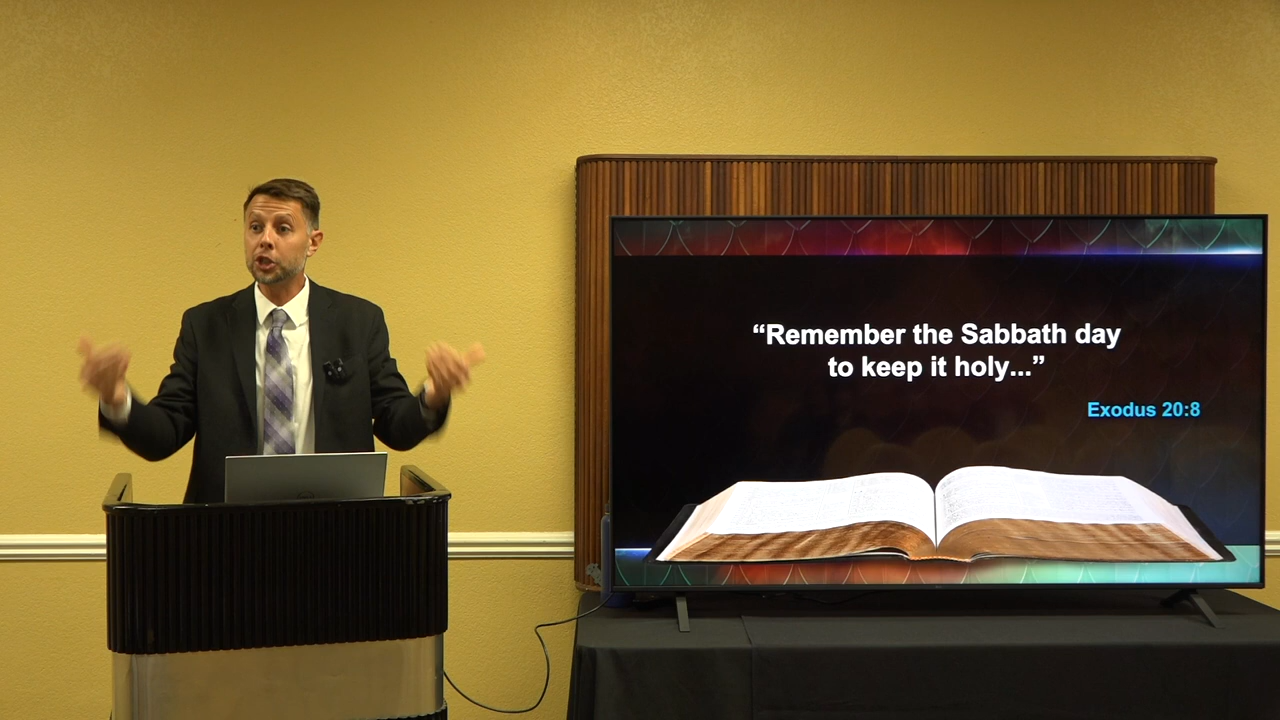 “Remember the Sabbath day
to keep it holy...”
Exodus 20:8